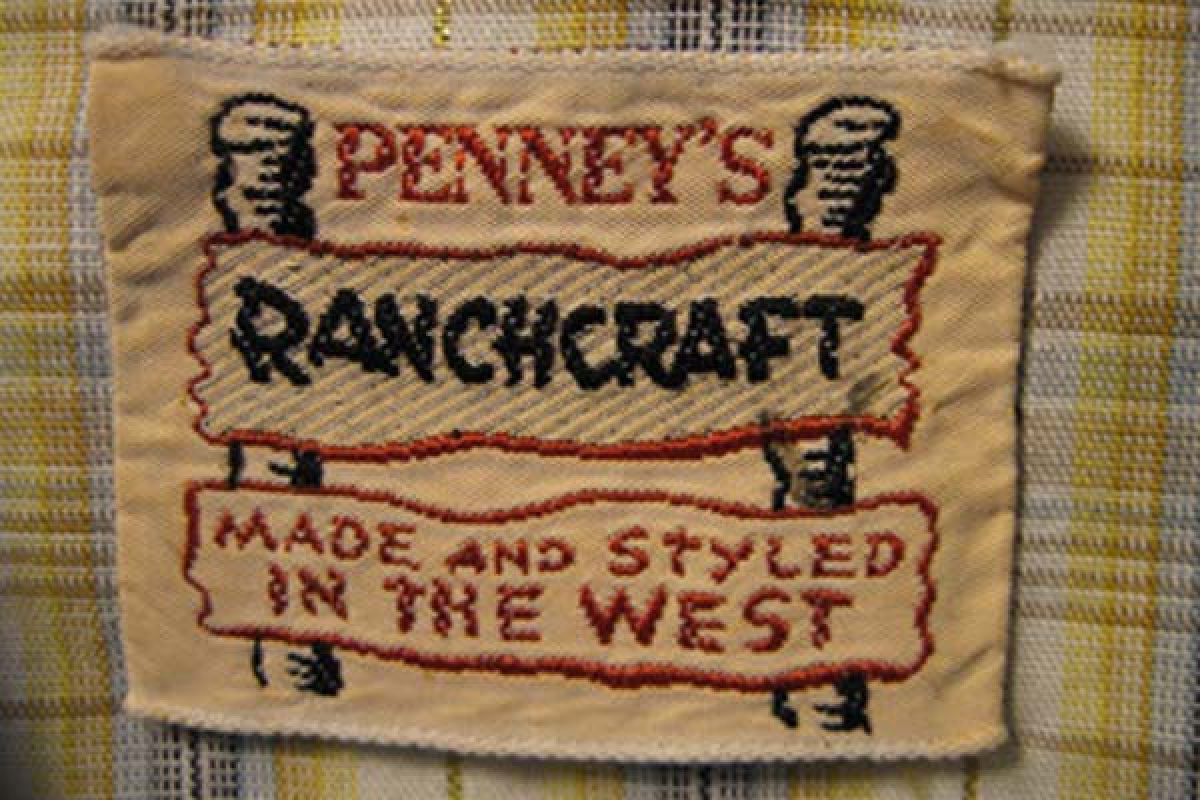 PENNEY'S
RANCHCRAFT
MADE AND STYLED
IN THE WEST